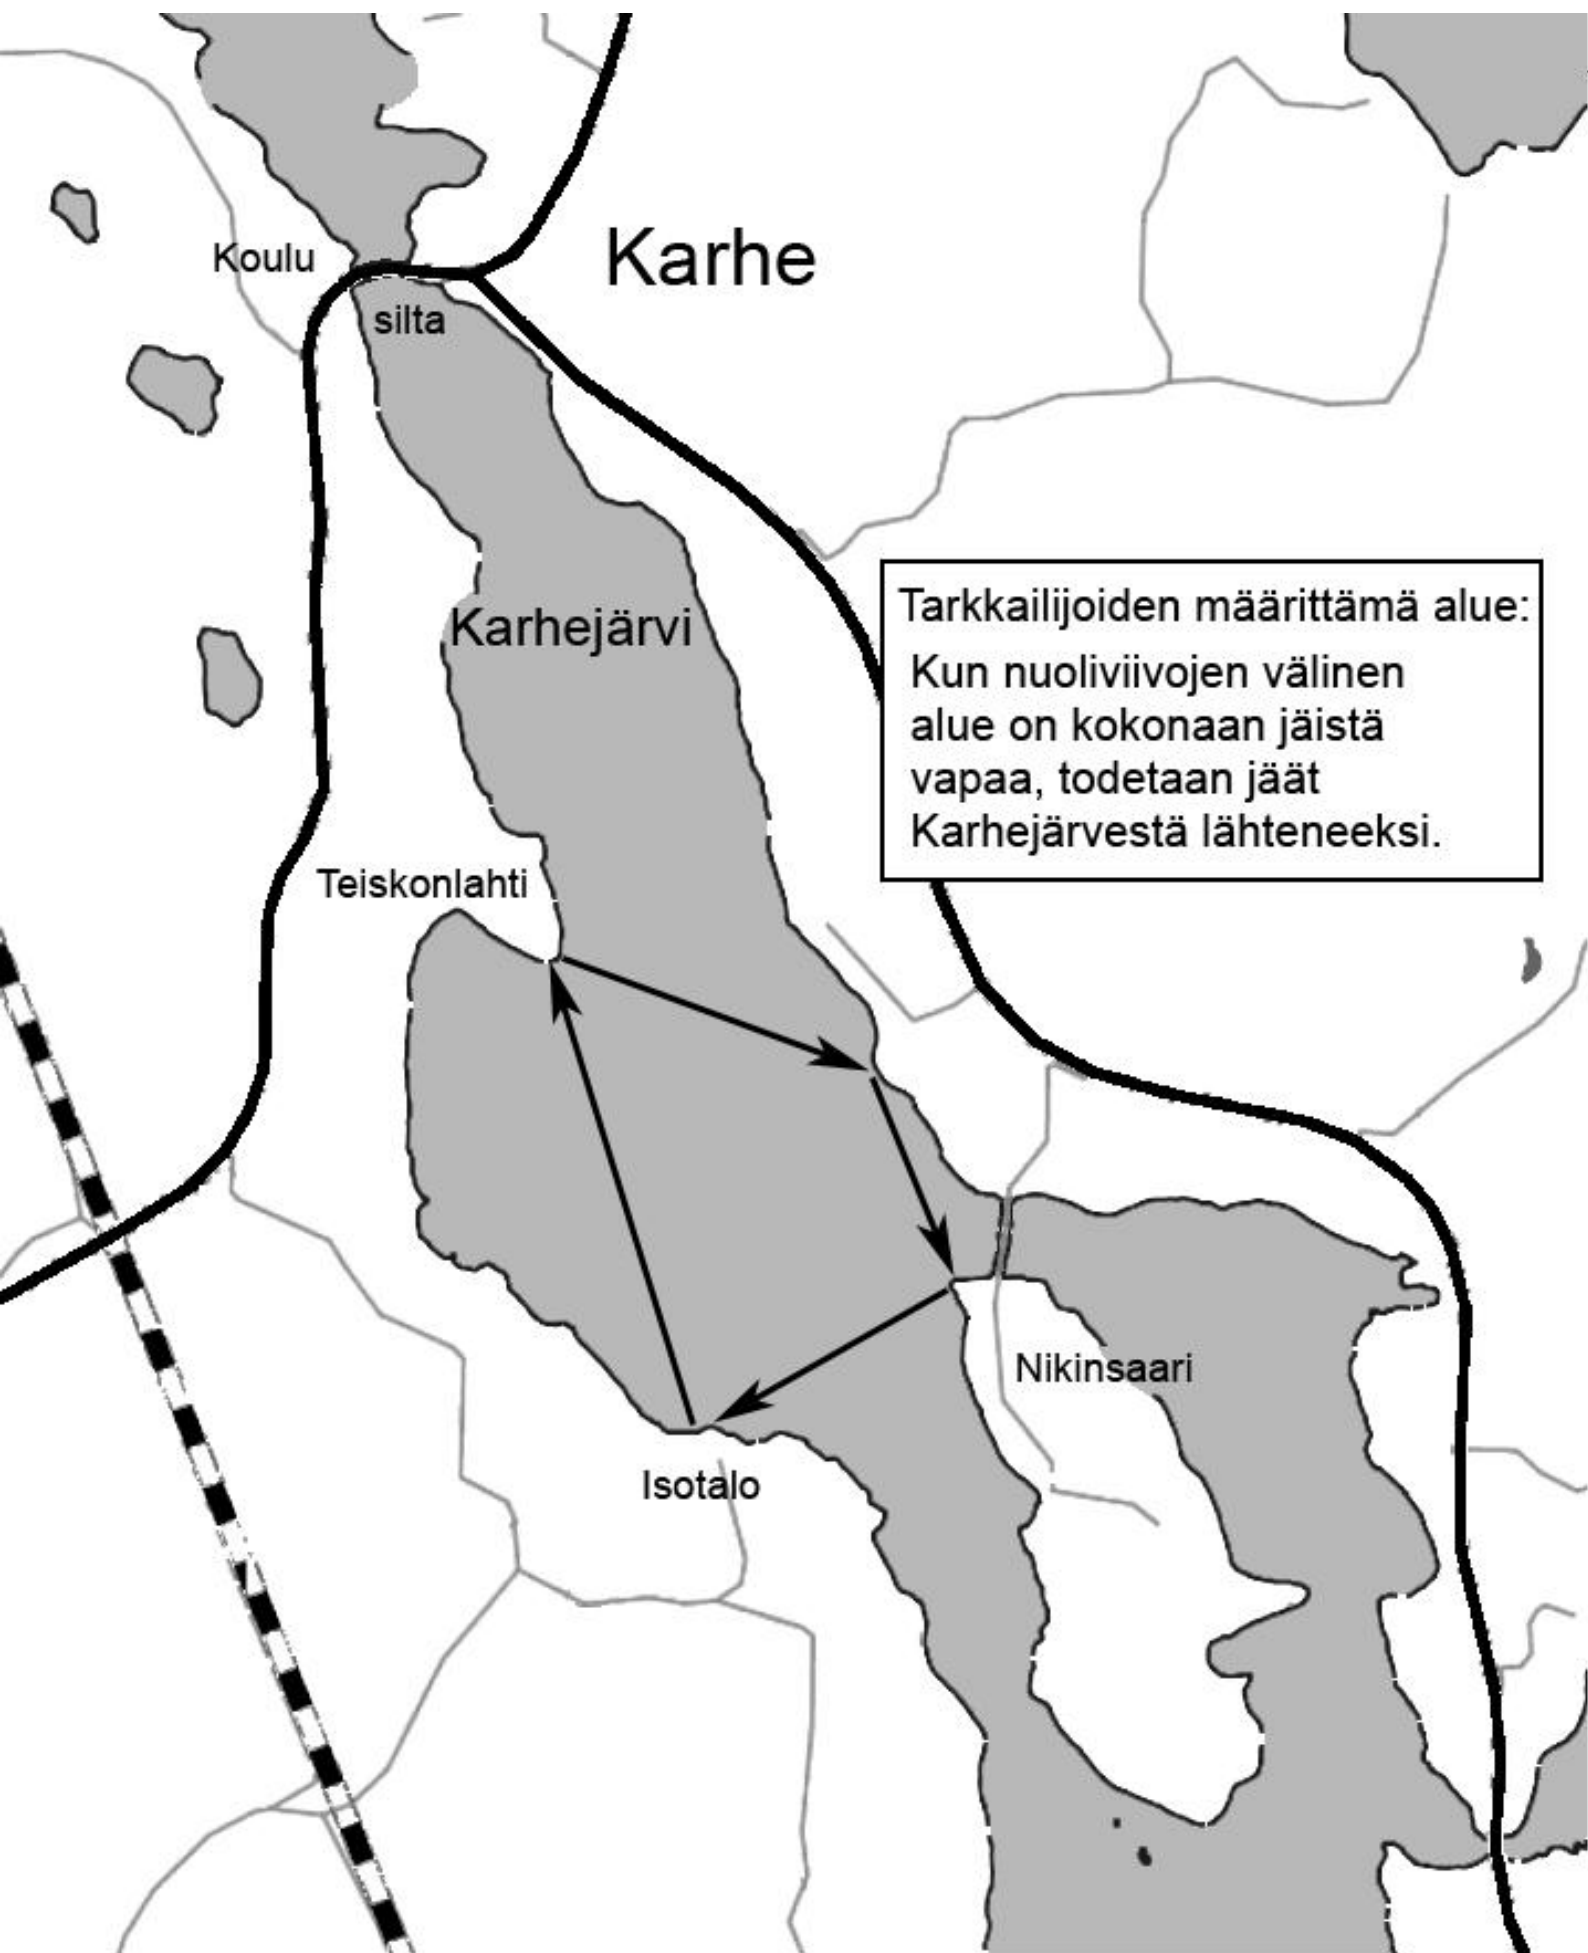 Koulu
Karhe
silta
Karhejärvi
Tarkkailijoiden määrittämä alue:
Kun nuoliviivojen välinen
alue on kokonaan jäistä
vapaa, todetaan jäät
Karhejärvestä lähteneeksi.
Teiskonlahti
Nikinsaari
Isotalo